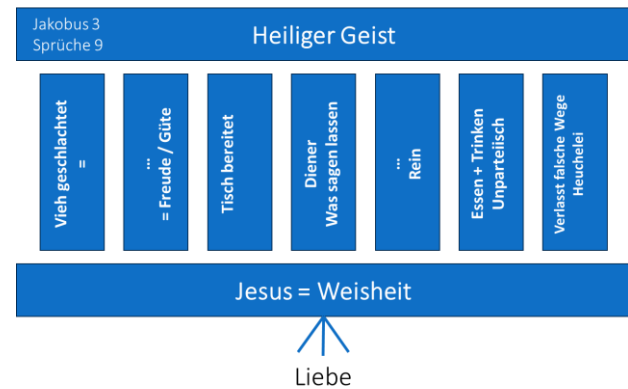 Jakobus 3
Sprüche 9
Heiliger Geist
Vieh geschlachtet
=
...
= Freude / Güte
Tisch bereitet
Diener
Was sagen lassen
...
Rein
Essen + Trinken
Unparteiisch
Verlasst falsche Wege
Heuchelei
Jesus = Weisheit
Liebe